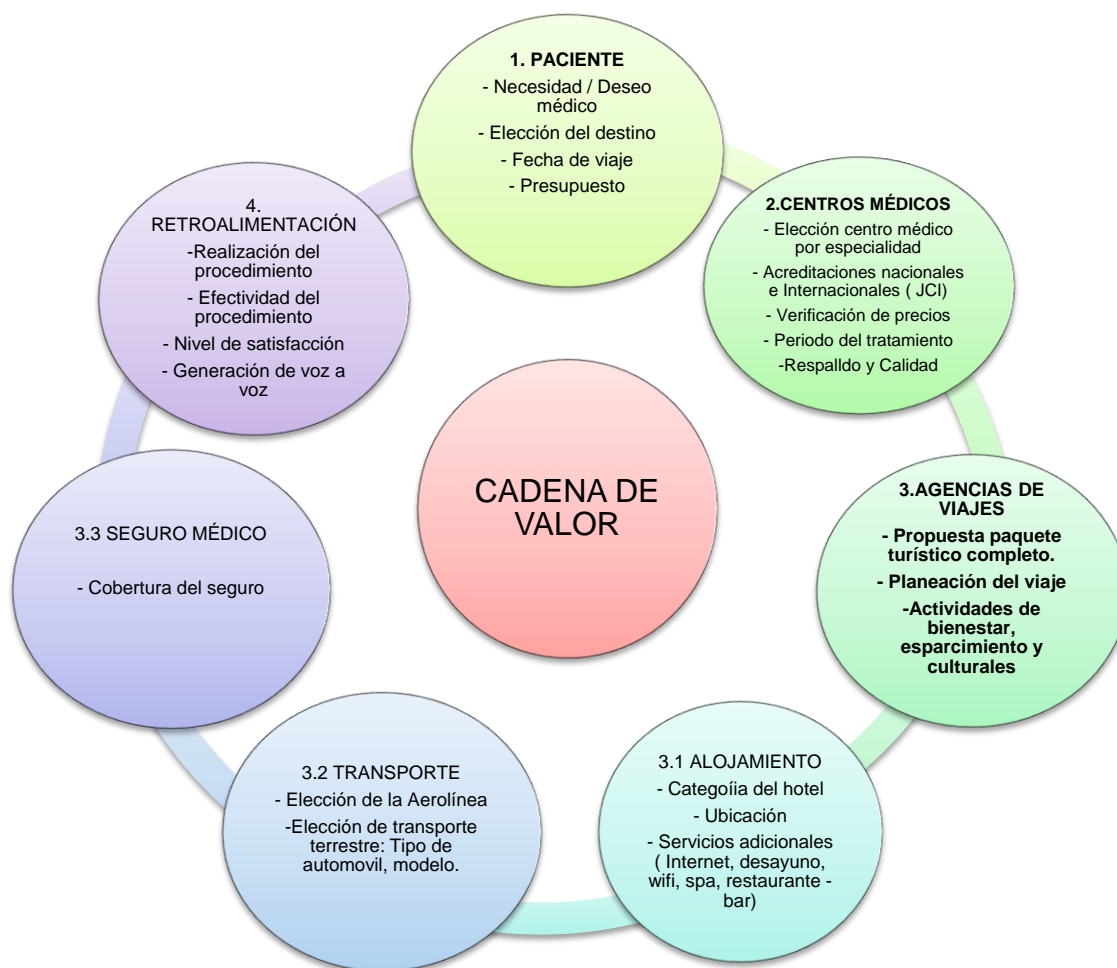 1. PACIENTE
- Necesidad / Deseo
médico
- Elección del destino
- Fecha de viaje
- Presupuesto
2.CENTROS MÉDICOS
- Elección centro médico
por especialidad
- Acreditaciones nacionales
e Internacionales ( JCI)
- Verificación de precios
- Periodo del tratamiento
-Respalldo y Calidad
3.AGENCIAS DE
VIAJES
- Propuesta paquete
turístico completo.
- Planeación del viaje
-Actividades de
bienestar,
esparcimiento y
culturales
3.1 ALOJAMIENTO
- Categoíia del hotel
- Ubicación
- Servicios adicionales
( Internet, desayuno,
wifi, spa, restaurante -
bar)
3.2 TRANSPORTE
- Elección de la Aerolínea
-Elección de transporte
terrestre: Tipo de
automovil, modelo.
3.3 SEGURO MÉDICO
- Cobertura del seguro
4.
RETROALIMENTACIÓN
-Realización del
procedimiento
- Efectividad del
procedimiento
- Nivel de satisfacción
- Generación de voz a
voz
CADENA DE
VALOR